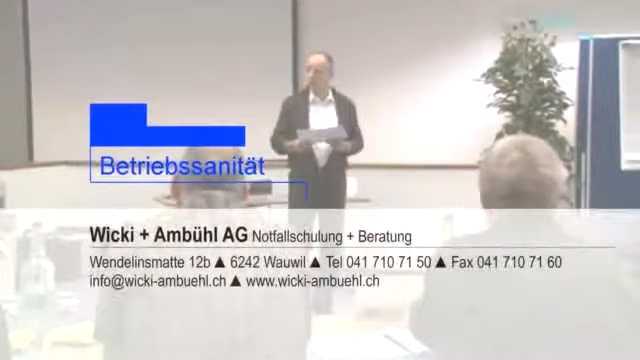 Betriebssanität
Wicki + Ambühl AG Notfallschulung + Beratung
Wendelinsmatte 12b ▲ 6242 Wauwil ▲ Tel 041 710 71 50 ▲ Fax 041 710 71 60
info@wicki-ambuehl.ch ▲ www.wicki-ambuehl.ch